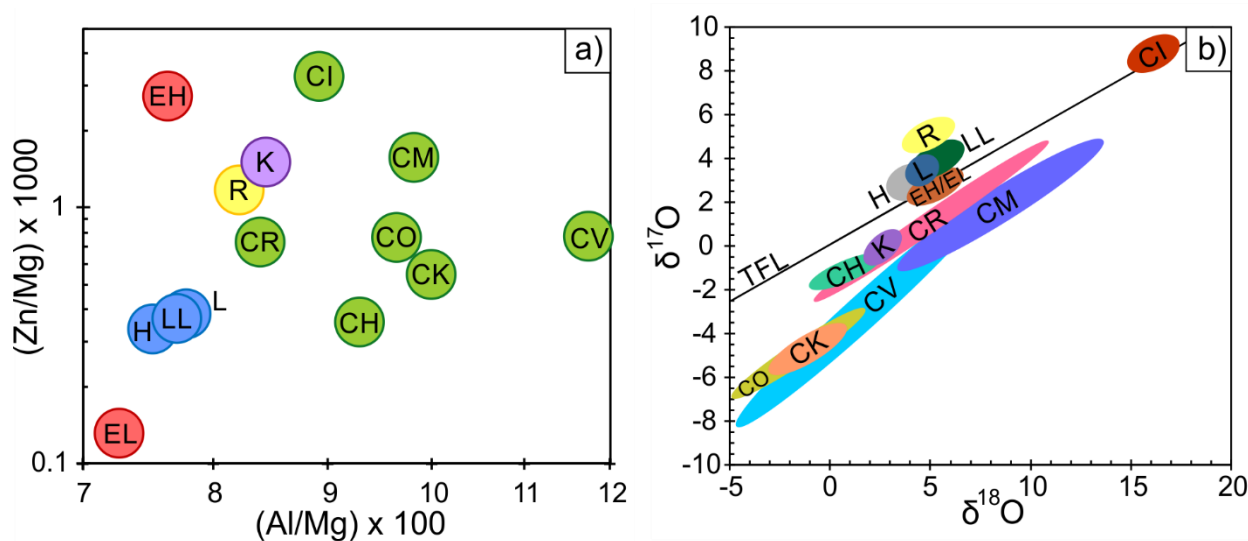 a)
(Zn/Mg) x 1000
1
0.1
EH
CI
K
R
CM
CR
CO
CV
CK
CH
L
LL
H
EL
7
8
9
10
11
12
(Al/Mg) x 100
b)
δ¹⁷O
10
8
6
4
2
0
-2
-4
-6
-8
-10
CI
R
LL
L
H
EH/EL
CR
CM
K
CH
TFL
CV
CK
CO
-5
0
5
10
15
20
δ¹⁸O